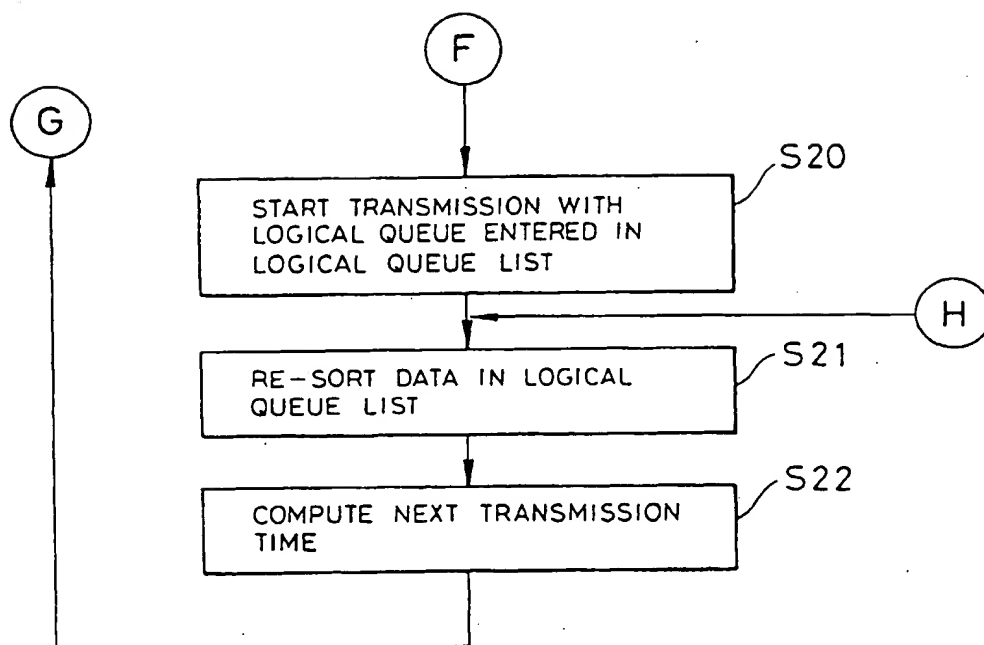 F
G
S20
START TRANSMISSION WITH
LOGICAL QUEUE ENTERED IN
LOGICAL QUEUE LIST
H
S21
RE-SORT DATA IN LOGICAL
QUEUE LIST
S22
COMPUTE NEXT TRANSMISSION
TIME